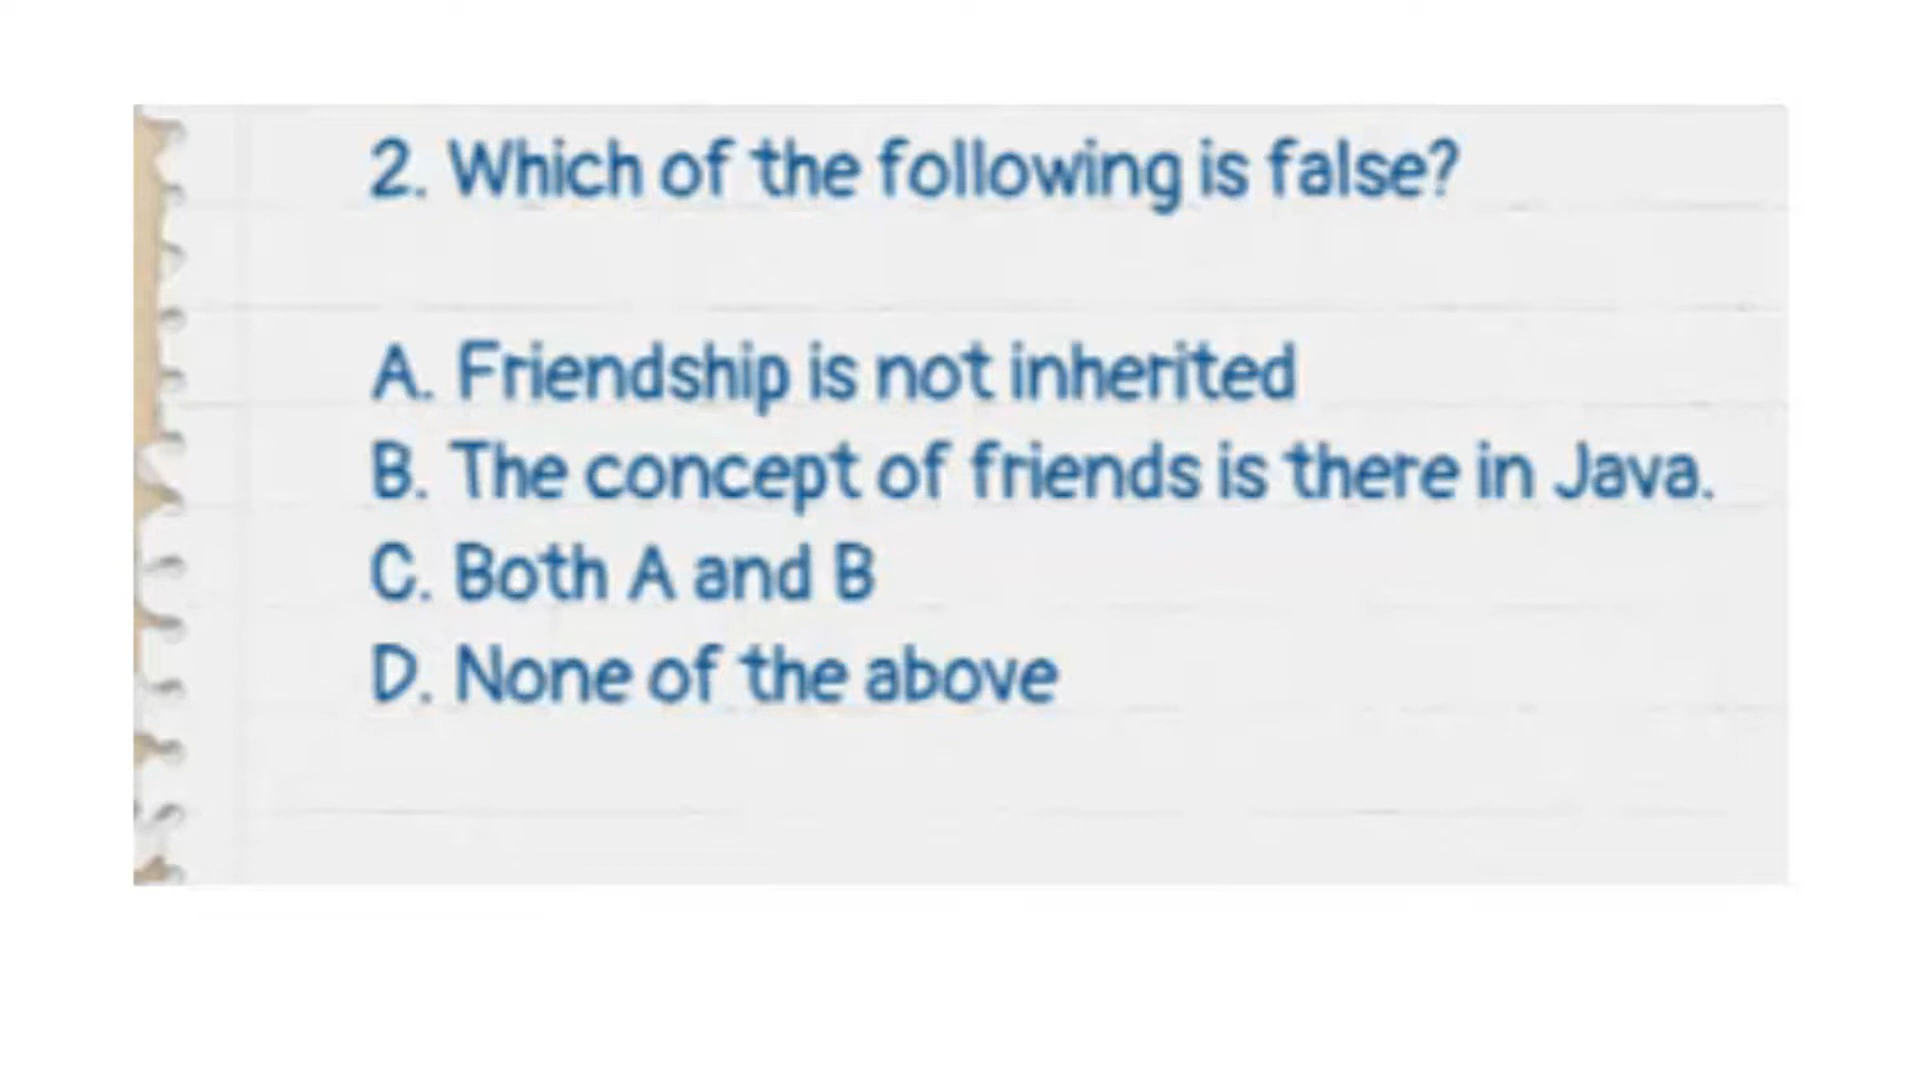 2. Which of the following is false?
A. Friendship is not inherited
B. The concept of friends is there in Java.
C. Both A and B
D. None of the above